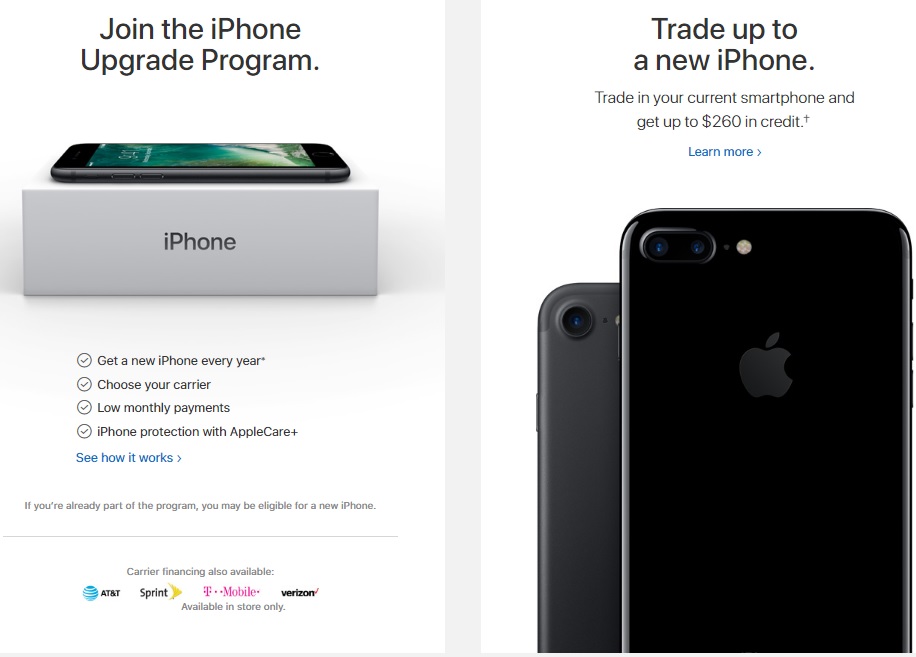 Join the iPhone
Upgrade Program.
iPhone
Get a new iPhone every year*
Choose your carrier
Low monthly payments
iPhone protection with AppleCare+
See how it works ›
If you're already part of the program, you may be eligible for a new iPhone.
Carrier financing also available:
AT&T Sprint T··Mobile· verizon✓
Available in store only.
Trade up to
a new iPhone.
Trade in your current smartphone and
get up to $260 in credit.†
Learn more ›